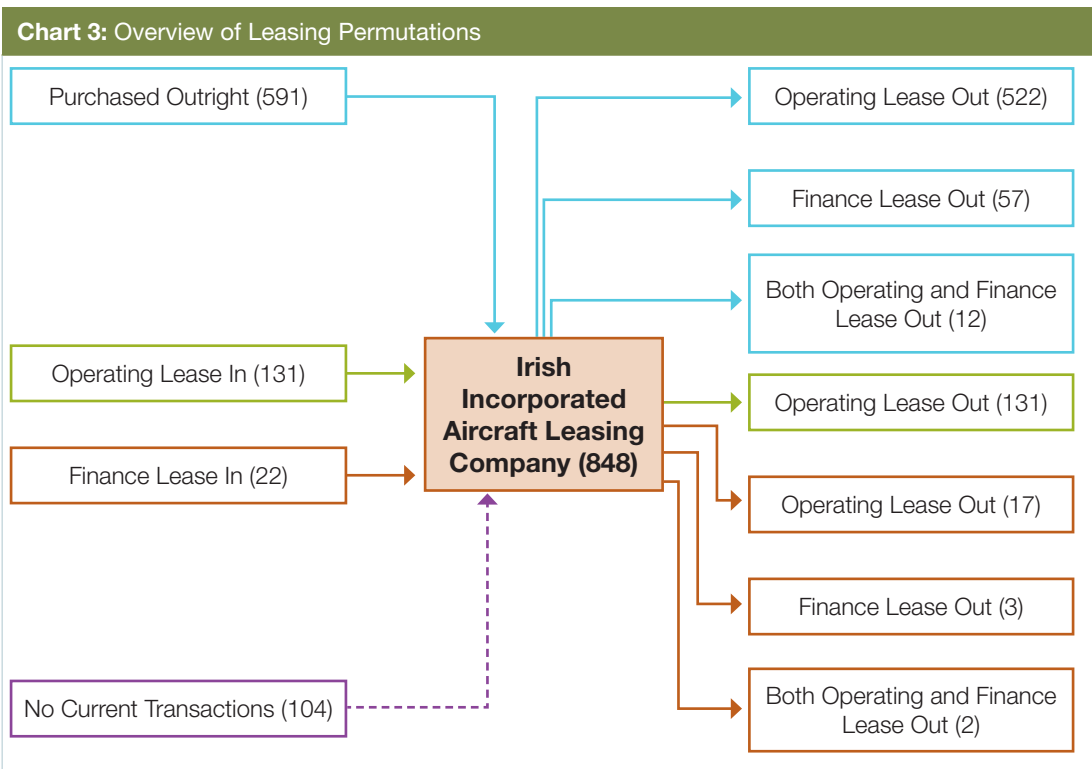 Chart 3: Overview of Leasing Permutations
Purchased Outright (591)
Operating Lease In (131)
Finance Lease In (22)
No Current Transactions (104)
Irish
Incorporated
Aircraft Leasing
Company (848)
Operating Lease Out (522)
Finance Lease Out (57)
Both Operating and Finance
Lease Out (12)
Operating Lease Out (131)
Operating Lease Out (17)
Finance Lease Out (3)
Both Operating and Finance
Lease Out (2)